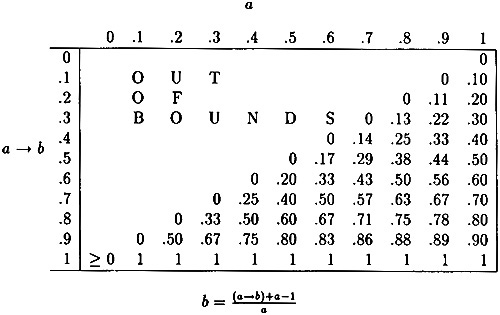 a
0 .1 .2 .3 .4 .5 .6 .7 .8 .9 1
0 0
.1 O U T 0 .10
.2 O F 0 .11 .20
.3 B O U N D S 0 .13 .22 .30
.4 0 .14 .25 .33 .40
a → b
.5 0 .17 .29 .38 .44 .50
.6 0 .20 .33 .43 .50 .56 .60
.7 0 .25 .40 .50 .57 .63 .67 .70
.8 0 .33 .50 .60 .67 .71 .75 .78 .80
.9 0 .50 .67 .75 .80 .83 .86 .88 .89 .90
1 ≥ 0 1 1 1 1 1 1 1 1 1 1
b = (a→b)+a−1 / a